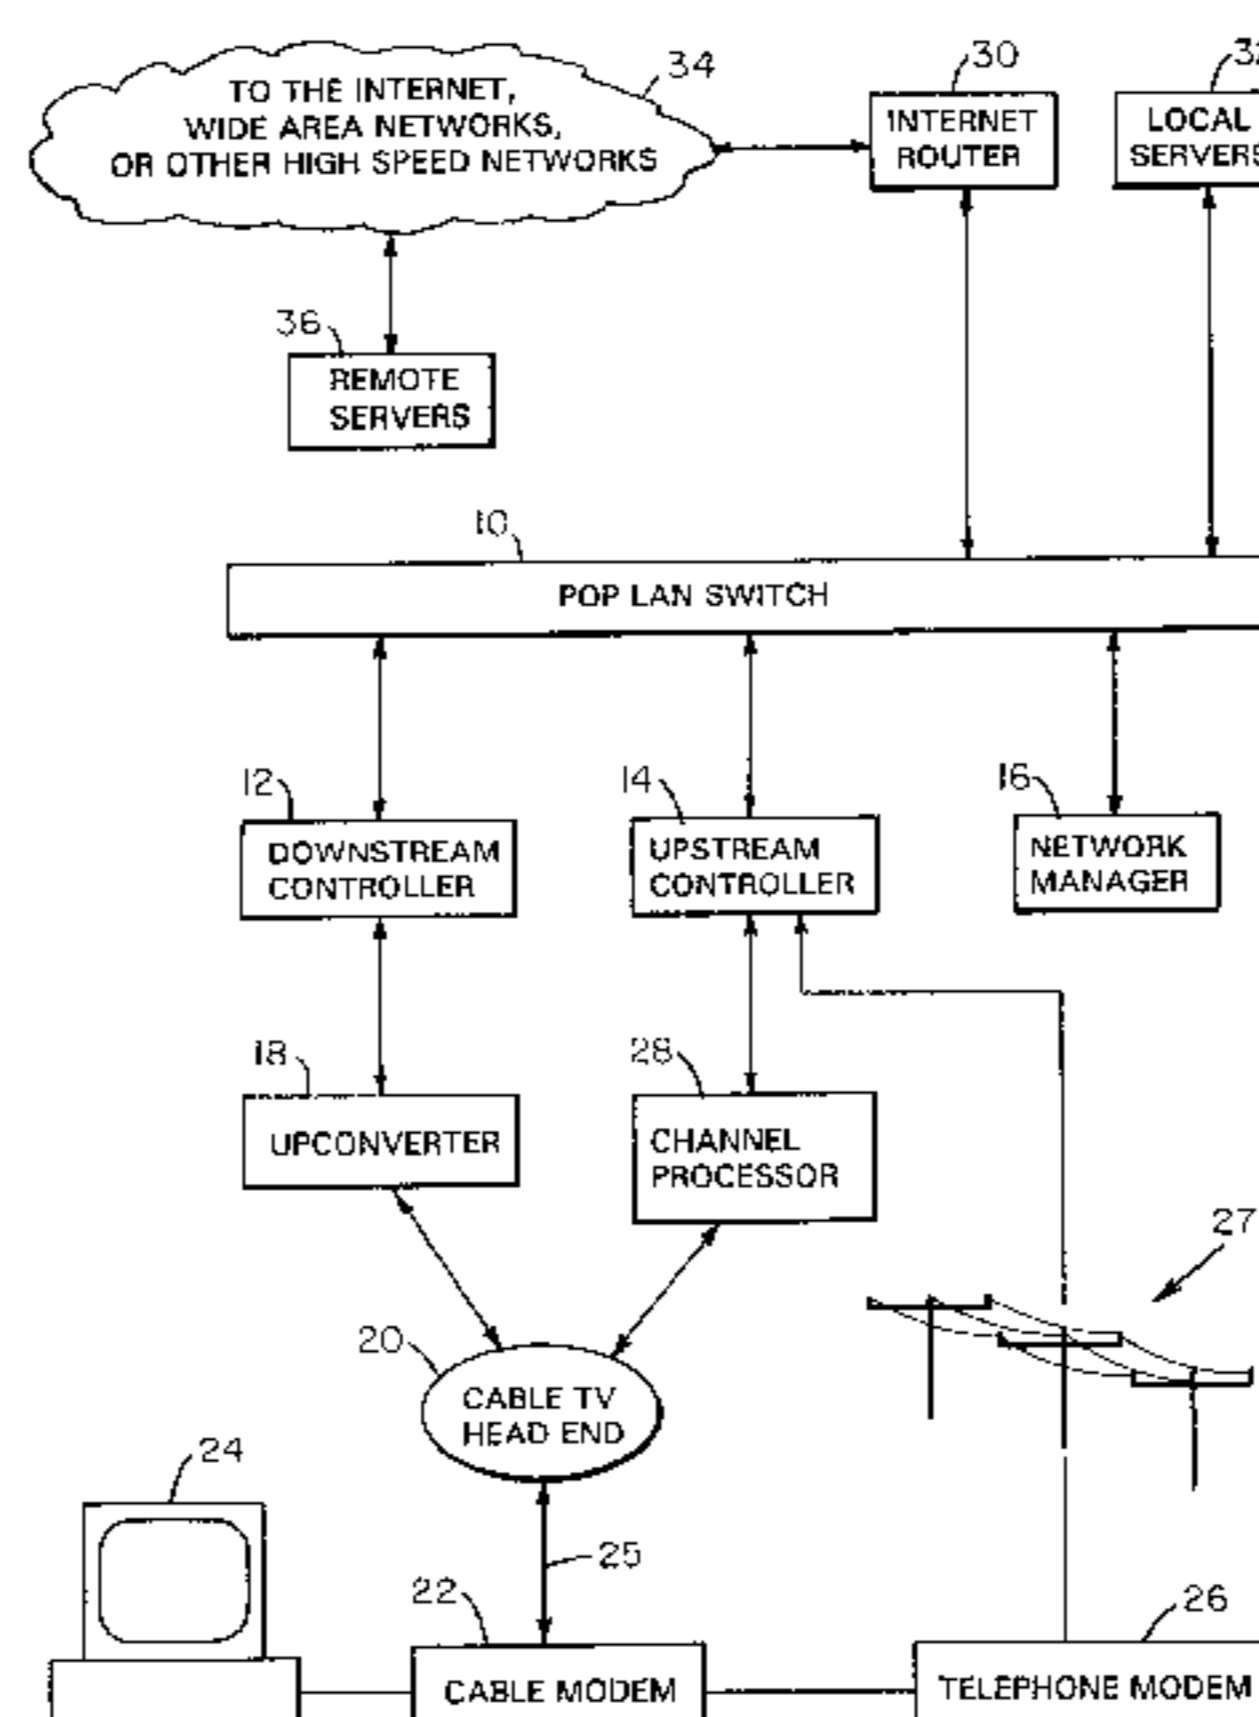 34
TO THE INTERNET,
WIDE AREA NETWORKS,
OR OTHER HIGH SPEED NETWORKS
30
INTERNET
ROUTER
LOCAL
SERVERS
36
REMOTE
SERVERS
10
POP LAN SWITCH
12
DOWNSTREAM
CONTROLLER
14
UPSTREAM
CONTROLLER
16
NETWORK
MANAGER
18
UPCONVERTER
28
CHANNEL
PROCESSOR
27
20
CABLE TV
HEAD END
24
25
22
CABLE MODEM
26
TELEPHONE MODEM